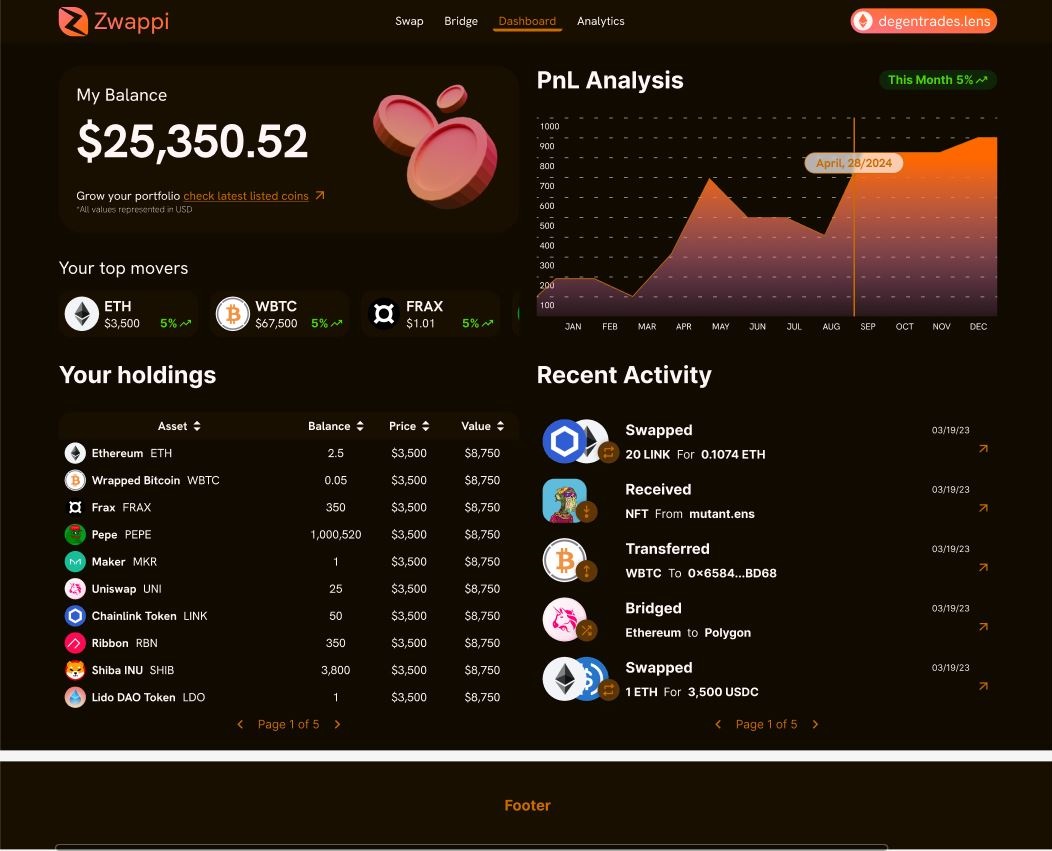 Zwappi
Swap Bridge Dashboard Analytics
degentrades.lens
My Balance
$25,350.52
Grow your portfolio check latest listed coins
*All values represented in USD
Your top movers
ETH
$3,500 5%
WBTC
$67,500 5%
FRAX
$1.01 5%
PnL Analysis
This Month 5%
1000
900
800
700
600
500
400
300
200
100
April, 28/2024
JAN FEB MAR APR MAY JUN JUL AUG SEP OCT NOV DEC
Your holdings
Asset Balance Price Value
Ethereum ETH 2.5 $3,500 $8,750
Wrapped Bitcoin WBTC 0.05 $3,500 $8,750
Frax FRAX 350 $3,500 $8,750
Pepe PEPE 1,000,520 $3,500 $8,750
Maker MKR 1 $3,500 $8,750
Uniswap UNI 25 $3,500 $8,750
Chainlink Token LINK 50 $3,500 $8,750
Ribbon RBN 350 $3,500 $8,750
Shiba INU SHIB 3,800 $3,500 $8,750
Lido DAO Token LDO 1 $3,500 $8,750
Page 1 of 5
Recent Activity
Swapped 03/19/23
20 LINK For 0.1074 ETH
Received 03/19/23
NFT From mutant.ens
Transferred 03/19/23
WBTC To 0x6584...BD68
Bridged 03/19/23
Ethereum to Polygon
Swapped 03/19/23
1 ETH For 3,500 USDC
Page 1 of 5
Footer